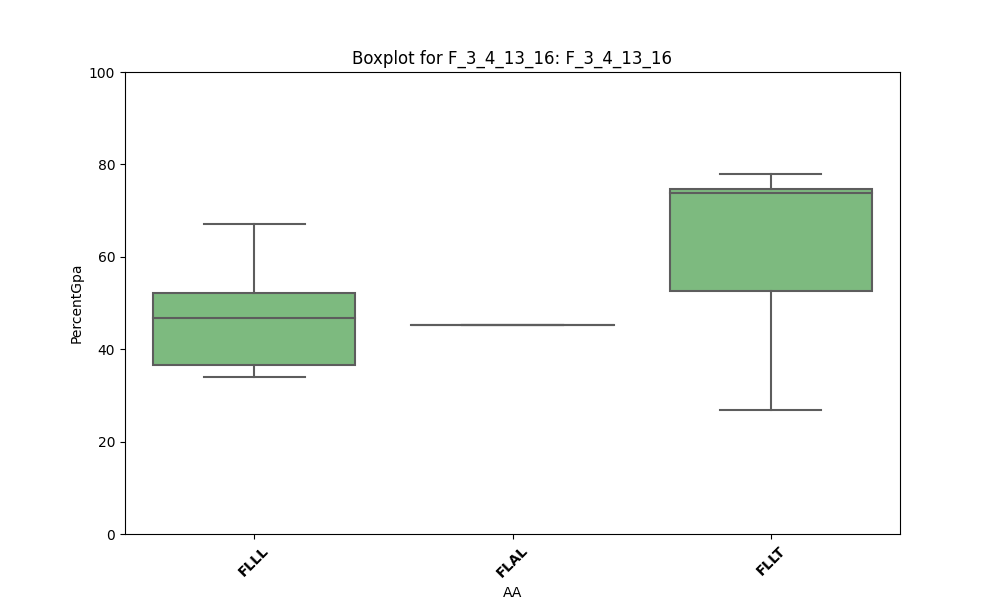 Boxplot for F_3_4_13_16: F_3_4_13_16
100
80
60
40
20
0
PercentGpa
FLLL
FLAL
FLLT
AA